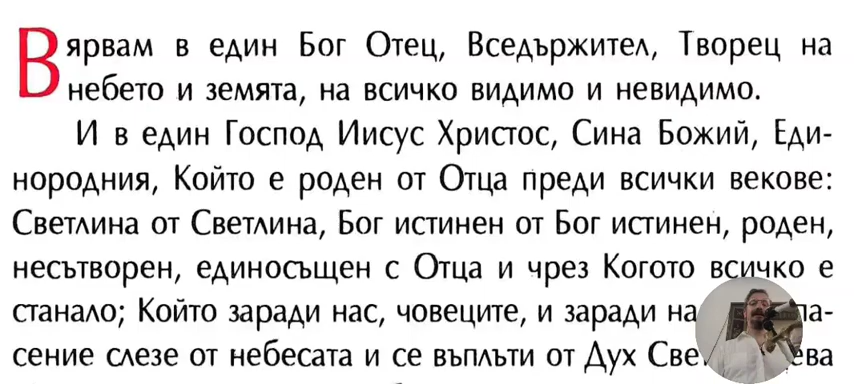 Вярвам в един Бог Отец, Вседържител, Творец на
небето и земята, на всичко видимо и невидимо.
И в един Господ Иисус Христос, Сина Божий, Еди-
нородния, Който е роден от Отца преди всички векове:
Светлина от Светлина, Бог истинен от Бог истинен, роден,
несътворен, единосъщен с Отца и чрез Когото всичко е
станало; Който заради нас, човеците, и заради
сение слезе от небесата и се въплъти от Дух